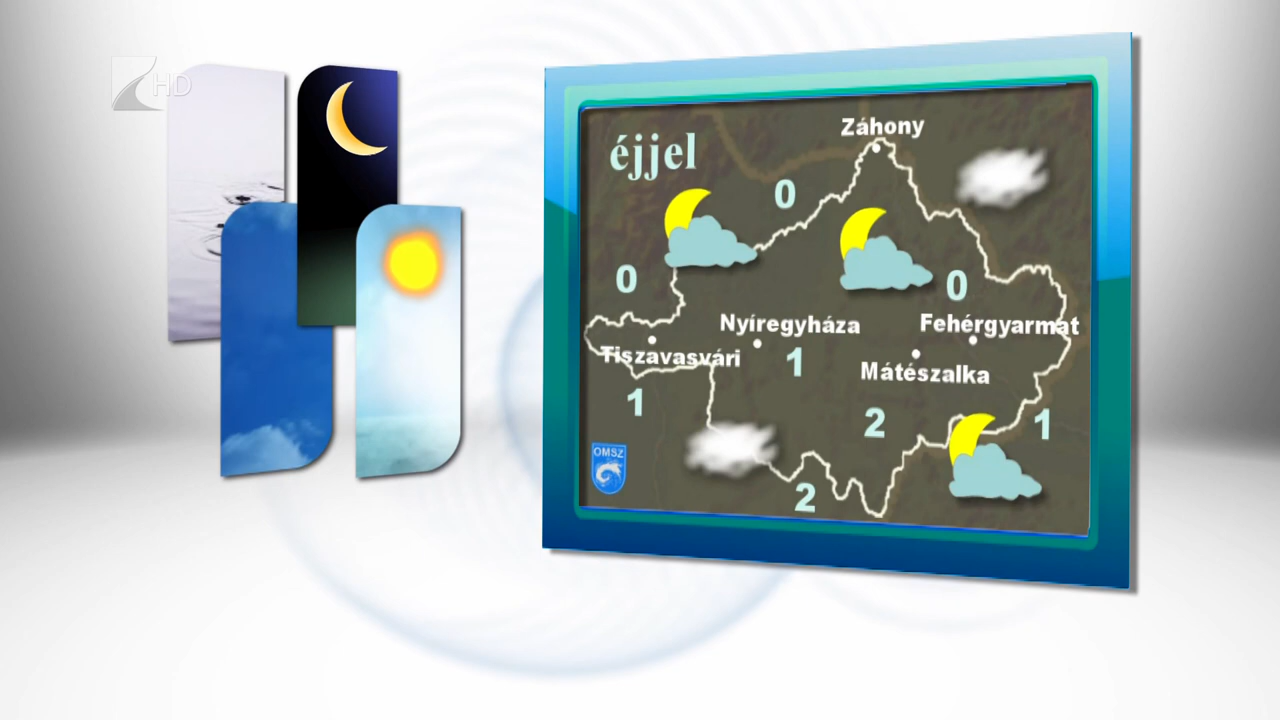 HD
éjjel
Záhony
0
0
0
Nyíregyháza
Fehérgyarmat
Tiszavasvári
1
Mátészalka
1
2
1
OMSZ
2